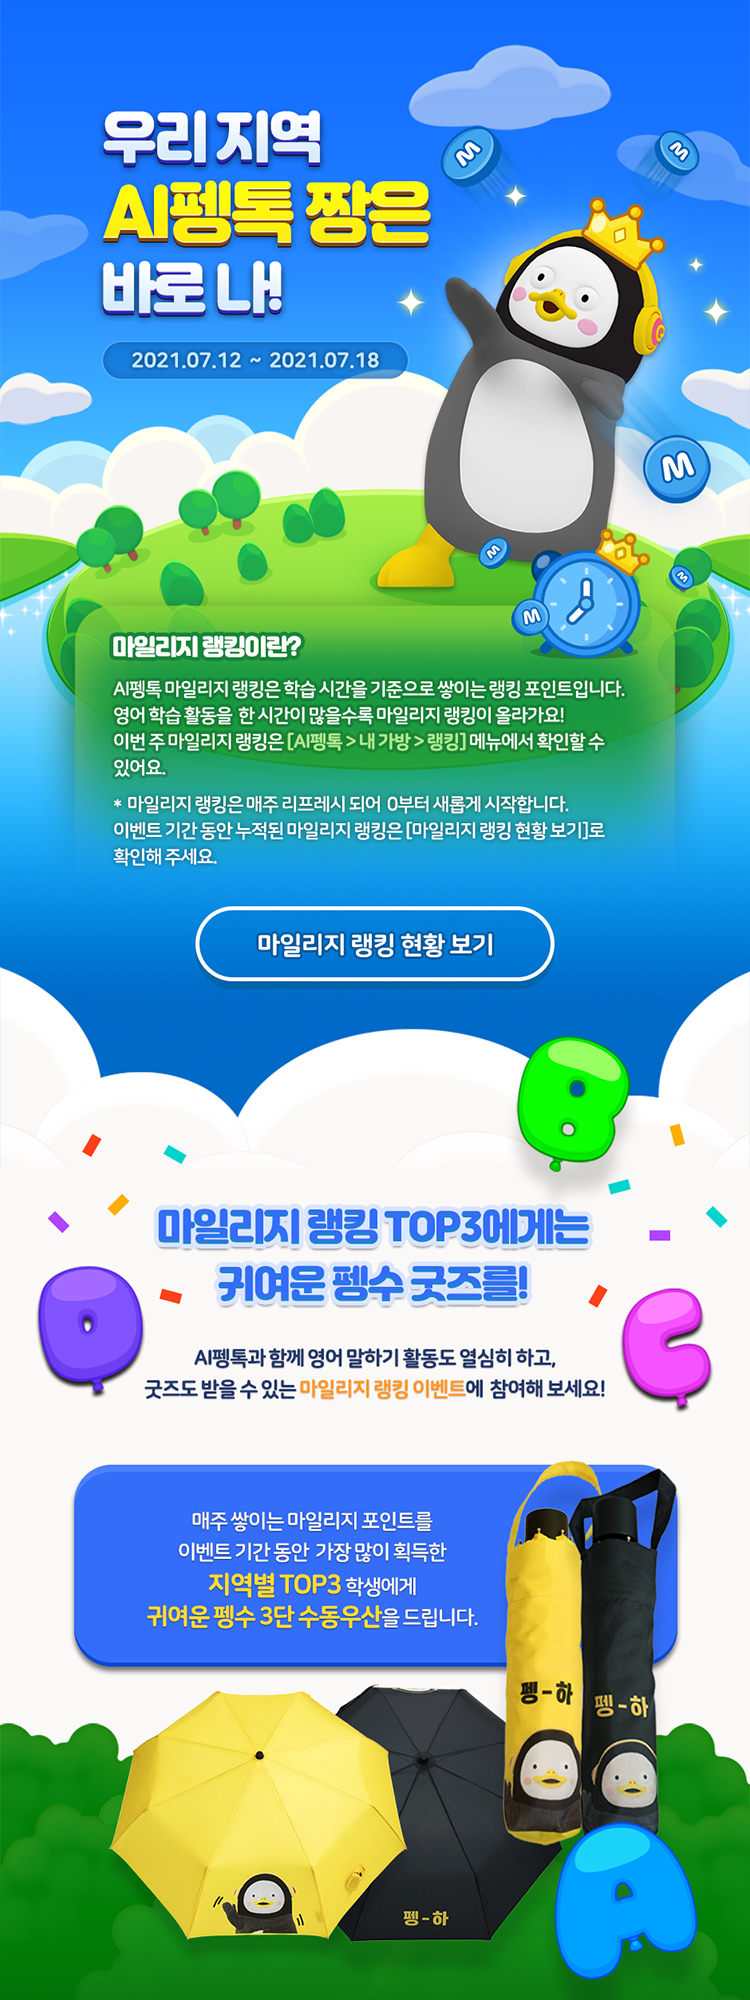 우리 지역
AI펭톡 짱은
바로 나!
2021.07.12 ~ 2021.07.18
M
M
M
M
M
M
마일리지 랭킹이란?
AI펭톡 마일리지 랭킹은 학습 시간을 기준으로 쌓이는 랭킹 포인트입니다.
영어 학습 활동을 한 시간이 많을수록 마일리지 랭킹이 올라가요!
이번 주 마일리지 랭킹은 [AI펭톡 > 내 가방 > 랭킹] 메뉴에서 확인할 수
있어요.
* 마일리지 랭킹은 매주 리프레시 되어 0부터 새롭게 시작합니다.
이벤트 기간 동안 누적된 마일리지 랭킹은 [마일리지 랭킹 현황 보기]로
확인해 주세요.
마일리지 랭킹 현황 보기
B
마일리지 랭킹 TOP3에게는
귀여운 펭수 굿즈를!
D
C
AI펭톡과 함께 영어 말하기 활동도 열심히 하고,
굿즈도 받을 수 있는 마일리지 랭킹 이벤트에 참여해 보세요!
매주 쌓이는 마일리지 포인트를
이벤트 기간 동안 가장 많이 획득한
지역별 TOP3 학생에게
귀여운 펭수 3단 수동우산을 드립니다.
펭-하
펭-하
펭-하
A